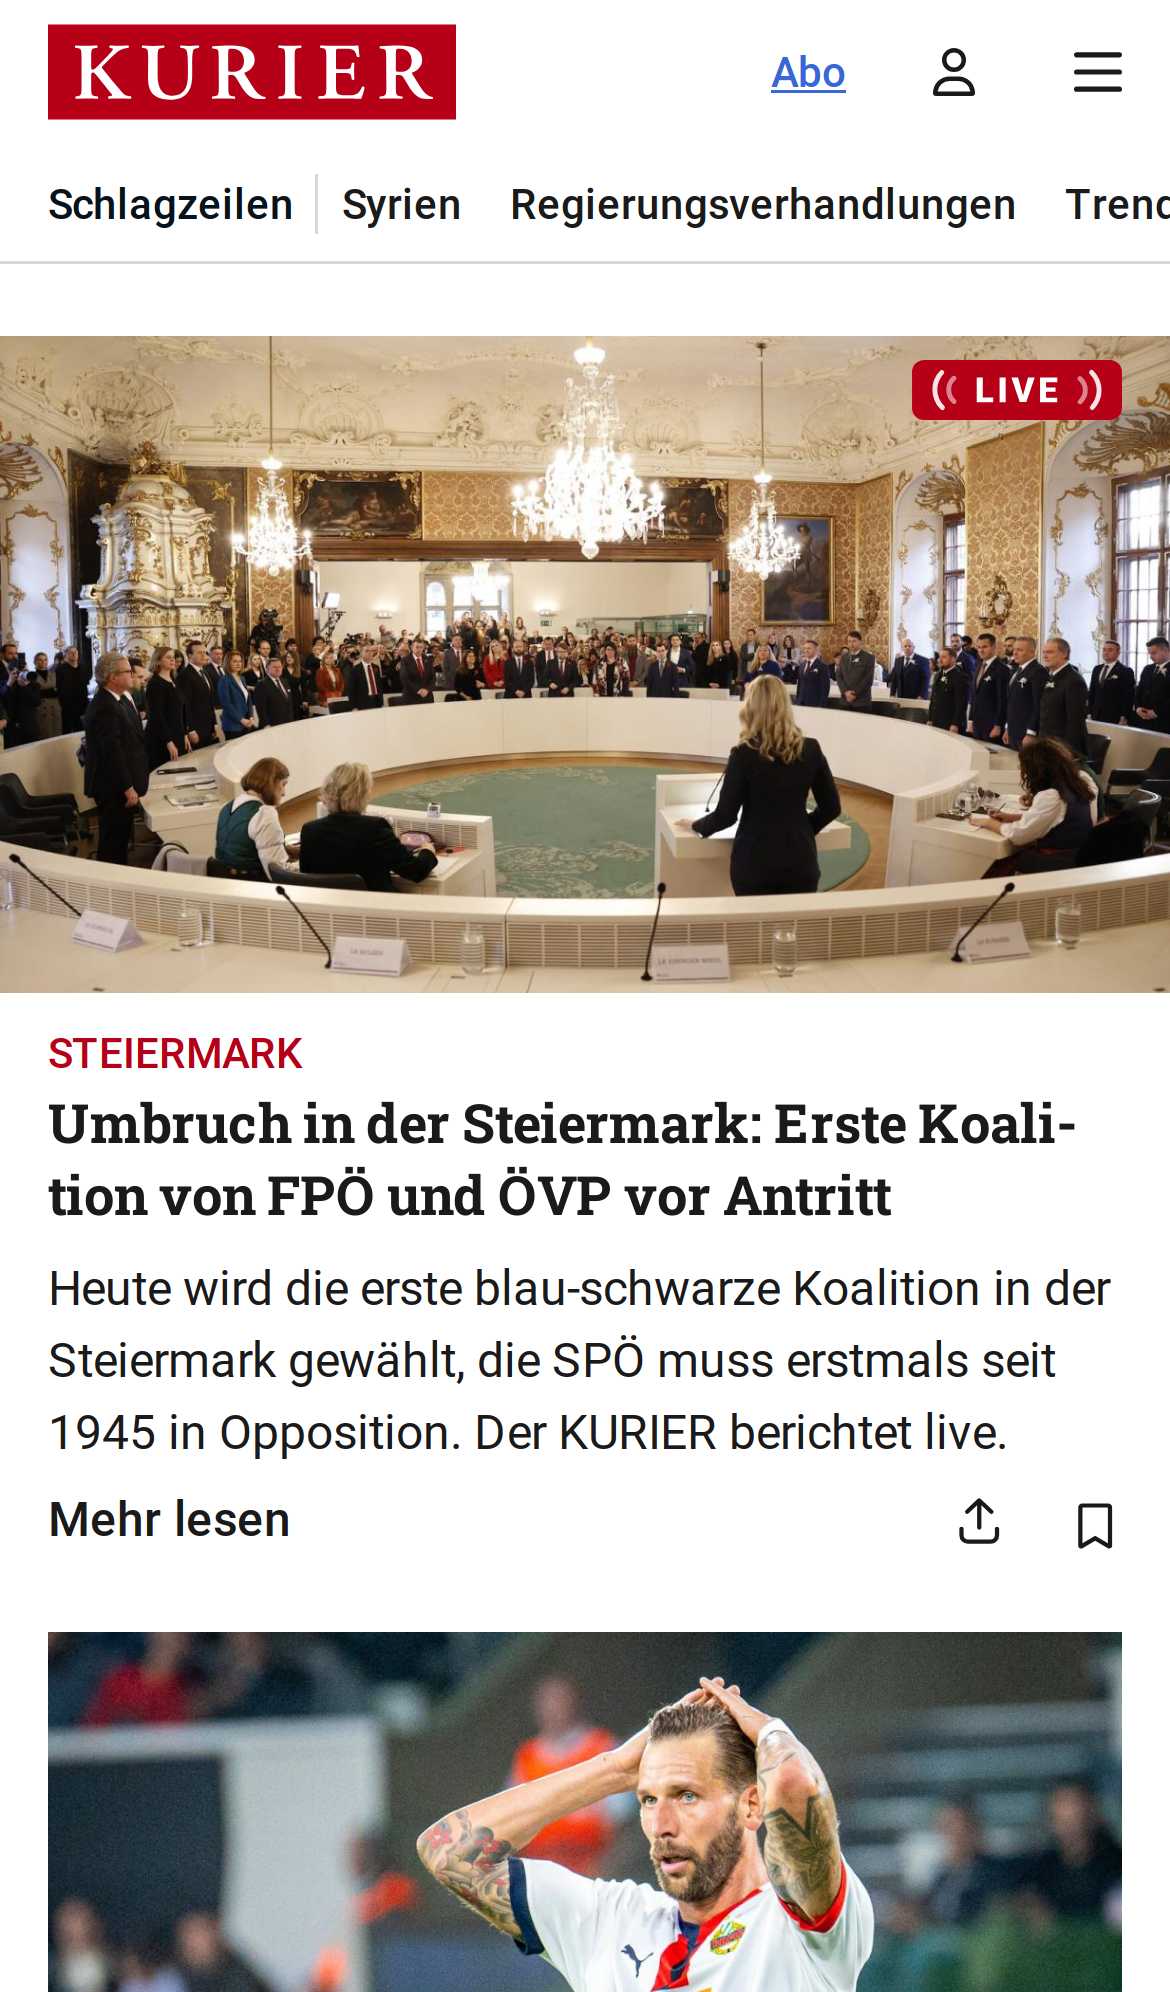 KURIER
Abo
Schlagzeilen
Syrien
Regierungsverhandlungen
Trend
LIVE
STEIERMARK
Umbruch in der Steiermark: Erste Koali-
tion von FPÖ und ÖVP vor Antritt
Heute wird die erste blau-schwarze Koalition in der
Steiermark gewählt, die SPÖ muss erstmals seit
1945 in Opposition. Der KURIER berichtet live.
Mehr lesen